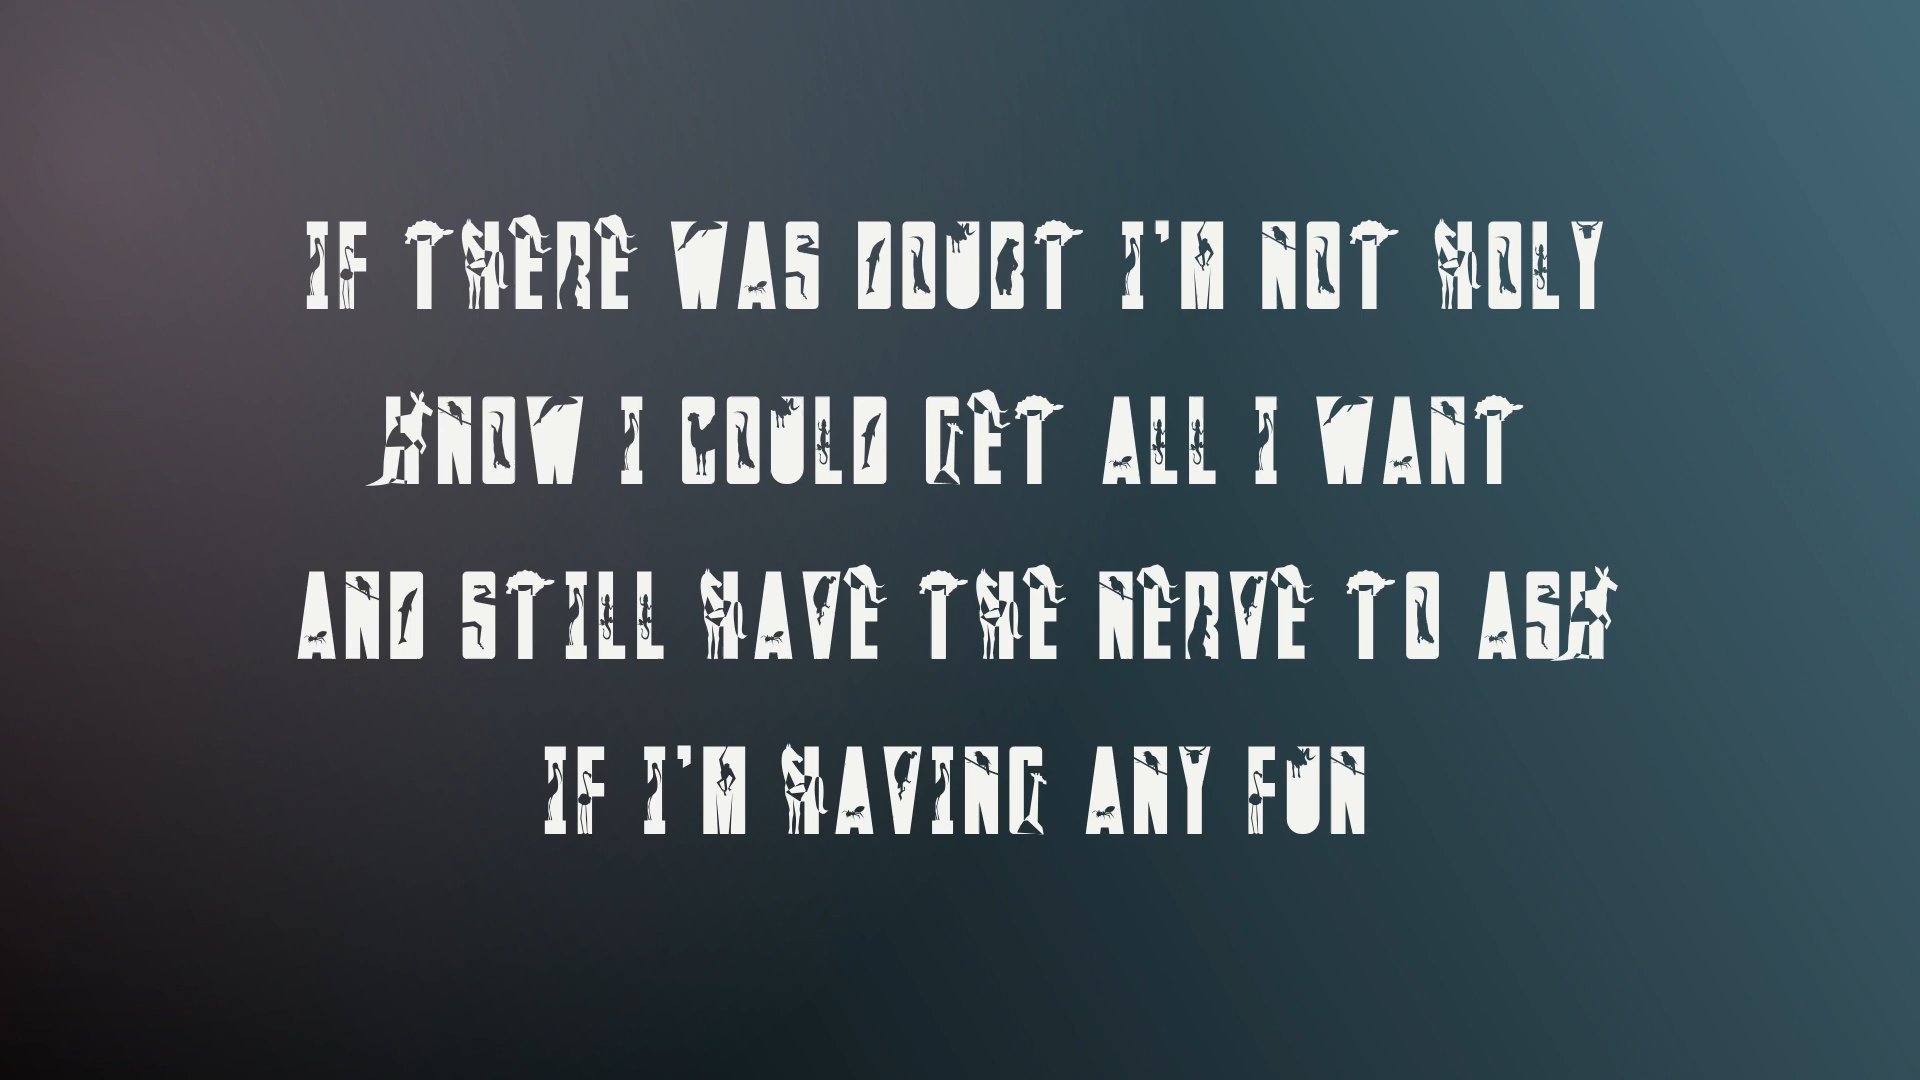 IF THERE WAS DOUBT I'M NOT HOLY
KNOW I COULD GET ALL I WANT
AND STILL HAVE THE NERVE TO ASK
IF I'M HAVING ANY FUN